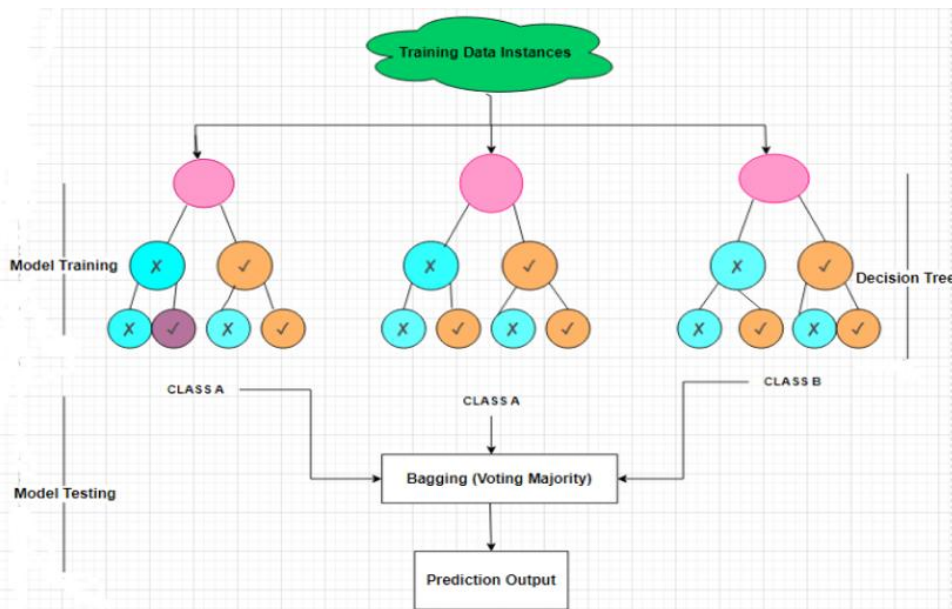 Training Data Instances
✗ ✓ ✗ ✓ ✗ ✓
Model Training
Decision Tree
✗ ✓ ✗ ✓ ✗ ✓ ✗ ✓ ✗ ✓ ✗ ✓
CLASS A
CLASS A
CLASS B
Bagging (Voting Majority)
Model Testing
Prediction Output